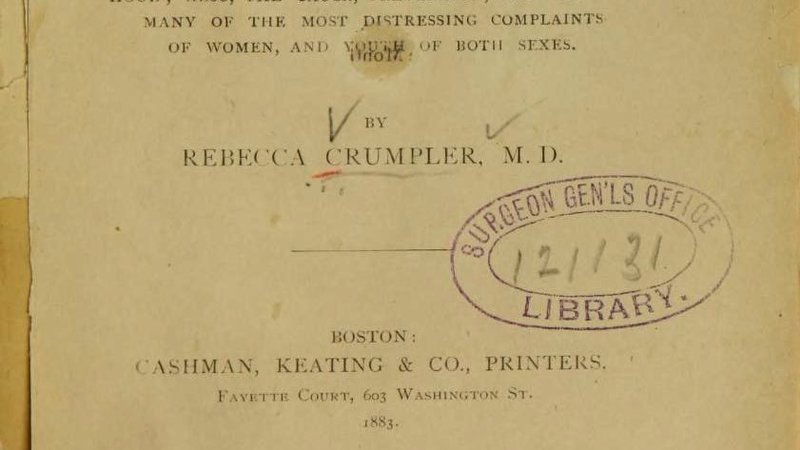 MANY OF THE MOST DISTRESSING COMPLAINTS
OF WOMEN, AND YOUTH OF BOTH SEXES.
BY
REBECCA CRUMPLER, M. D.
SURGEON GEN'LS OFFICE
121131
LIBRARY.
BOSTON:
CASHMAN, KEATING & CO., PRINTERS.
FAYETTE COURT, 603 WASHINGTON ST.
1883.